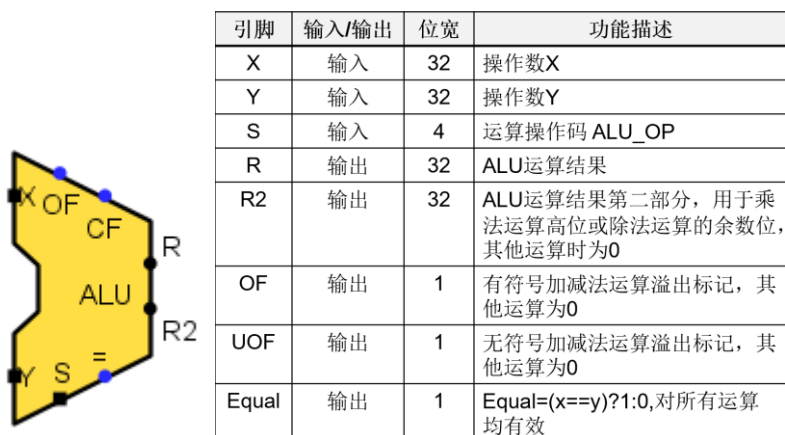 X
OF
CF
R
ALU
R2
=
S
Y
引脚 输入/输出 位宽 功能描述
X 输入 32 操作数X
Y 输入 32 操作数Y
S 输入 4 运算操作码 ALU_OP
R 输出 32 ALU运算结果
R2 输出 32 ALU运算结果第二部分，用于乘
法运算高位或除法运算的余数位，
其他运算时为0
OF 输出 1 有符号加减法运算溢出标记，其
他运算为0
UOF 输出 1 无符号加减法运算溢出标记，其
他运算为0
Equal 输出 1 Equal=(x==y)?1:0,对所有运算
均有效